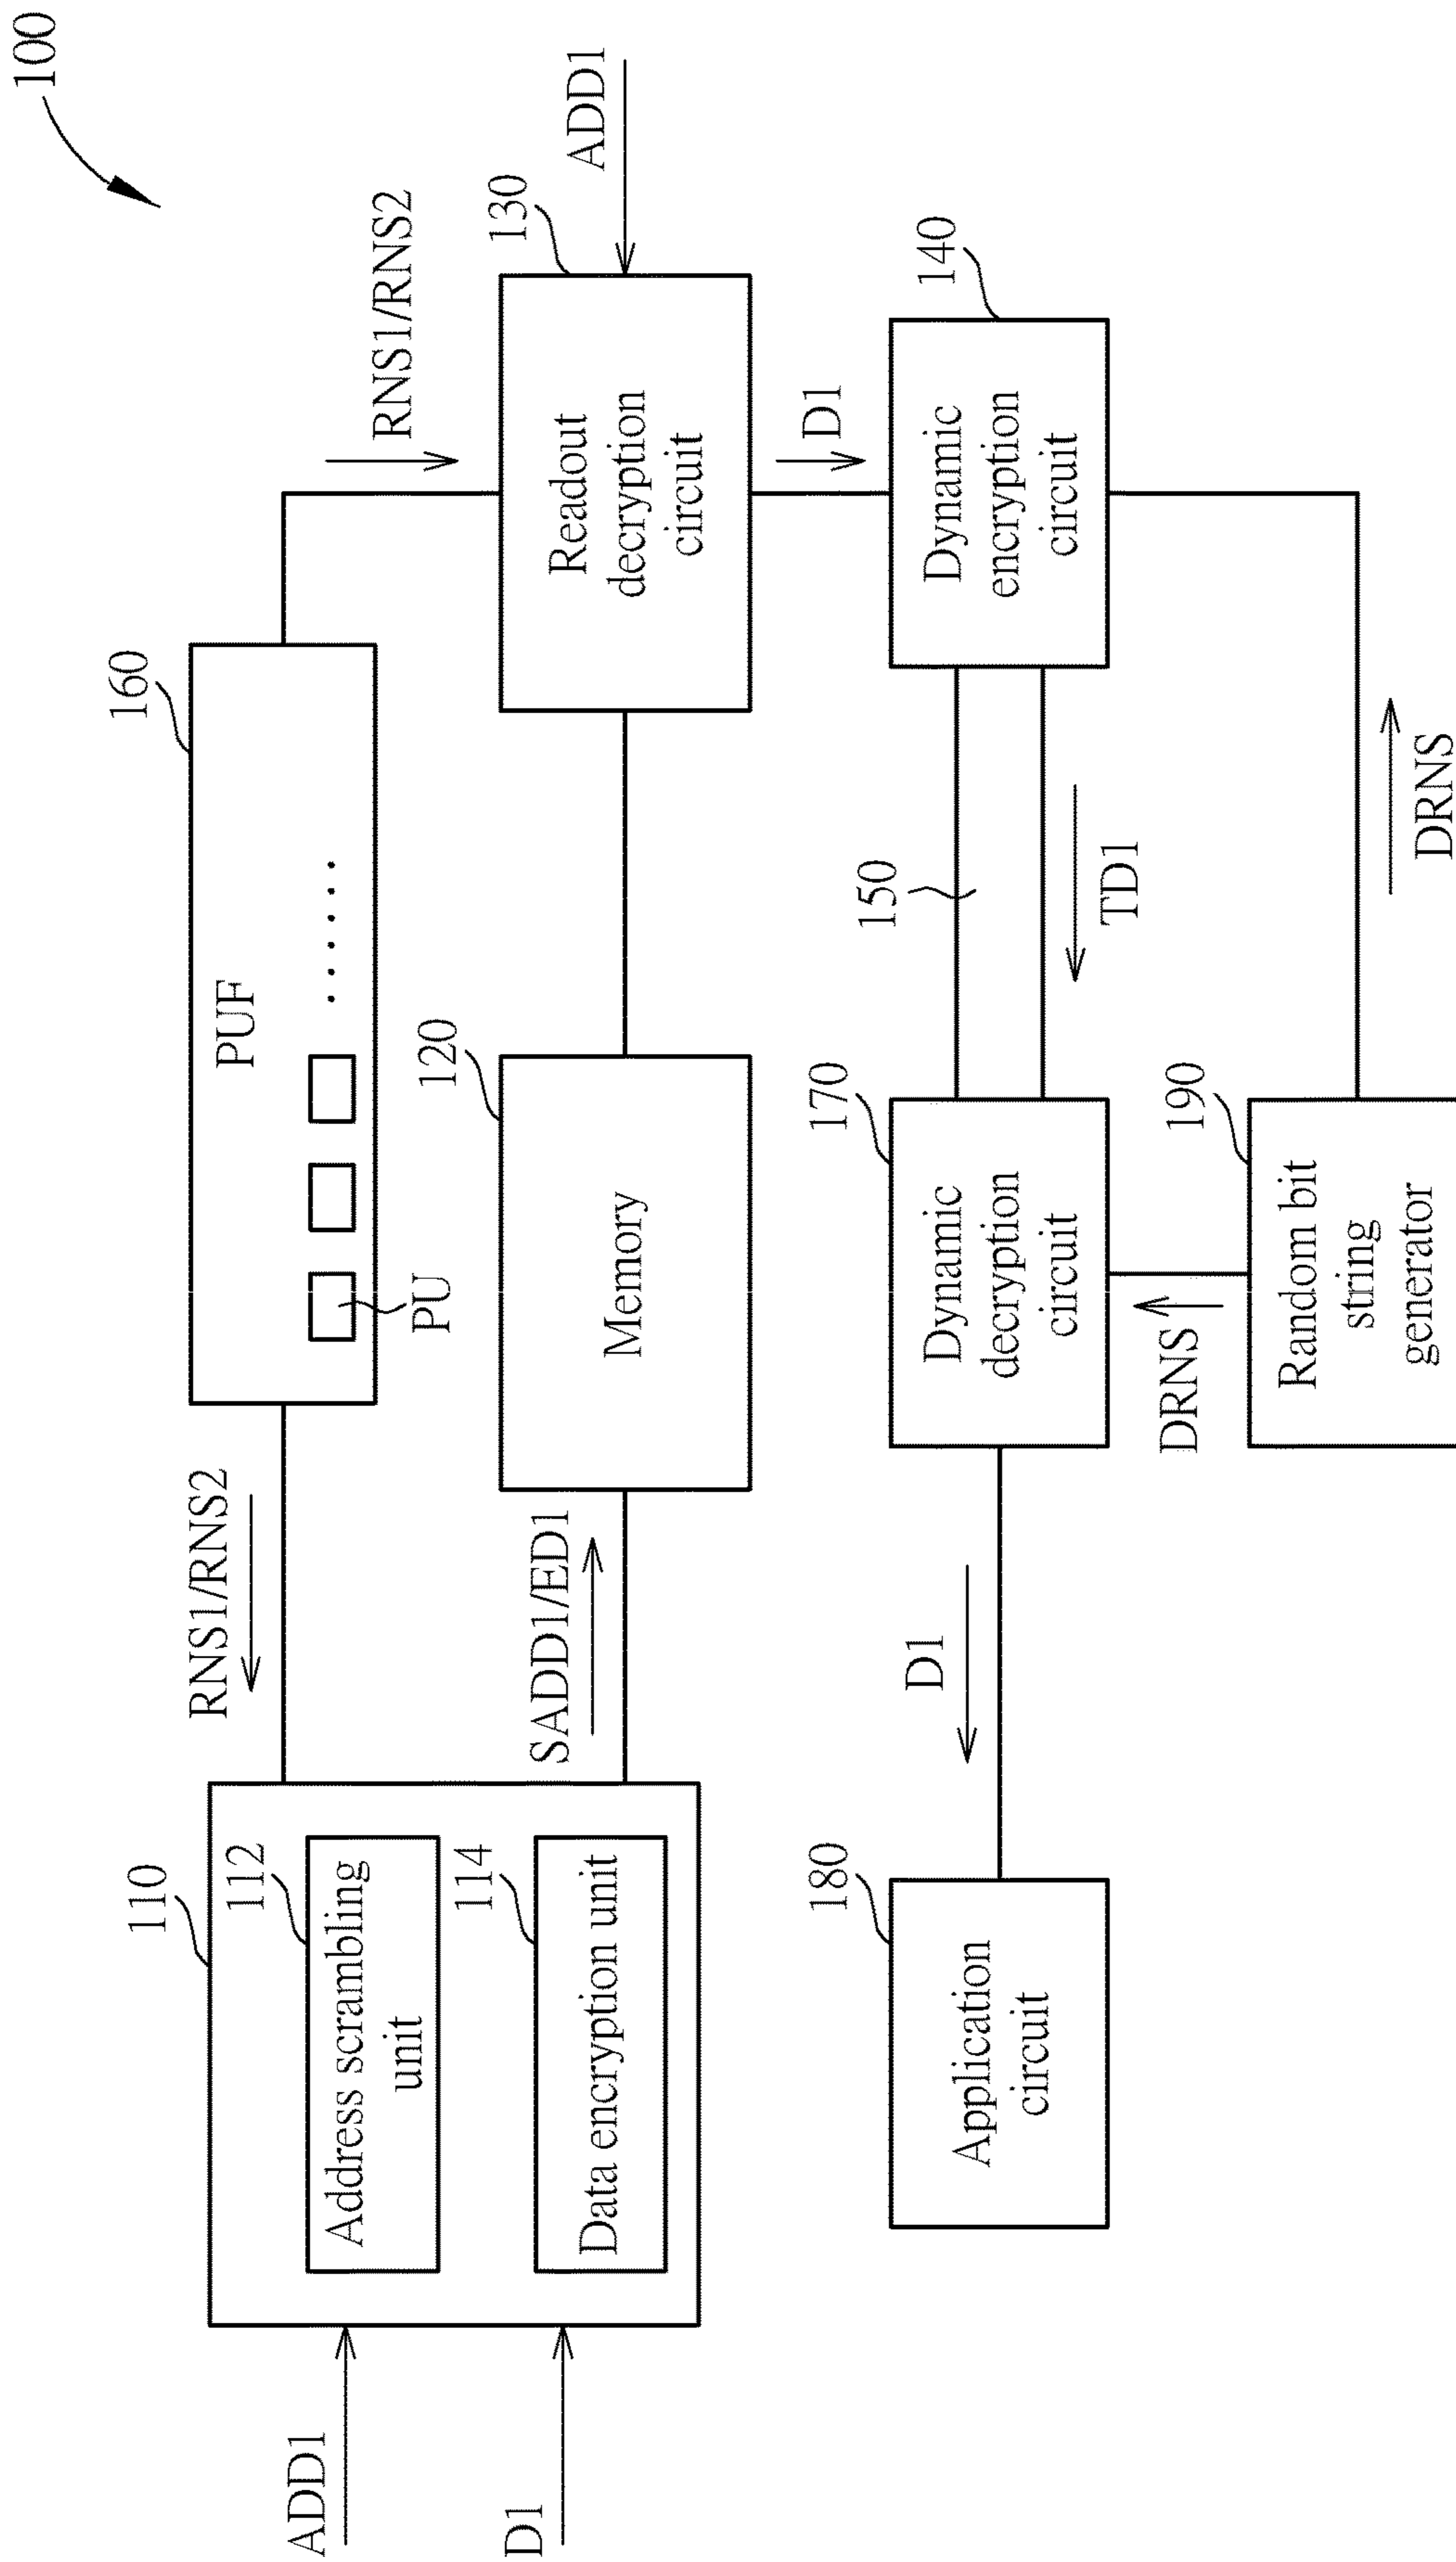 100
160
PUF
PU
RNS1/RNS2
RNS1/RNS2
110
112
Address scrambling
unit
114
Data encryption unit
ADD1
D1
SADD1/ED1
120
Memory
130
Readout
decryption
circuit
ADD1
D1
180
Application
circuit
D1
170
Dynamic
decryption
circuit
150
TD1
140
Dynamic
encryption
circuit
DRNS
190
Random bit
string
generator
DRNS